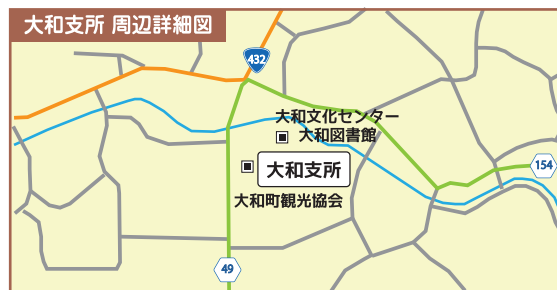 大和支所 周辺詳細図
432
大和文化センター
大和図書館
大和支所
154
大和町観光協会
49